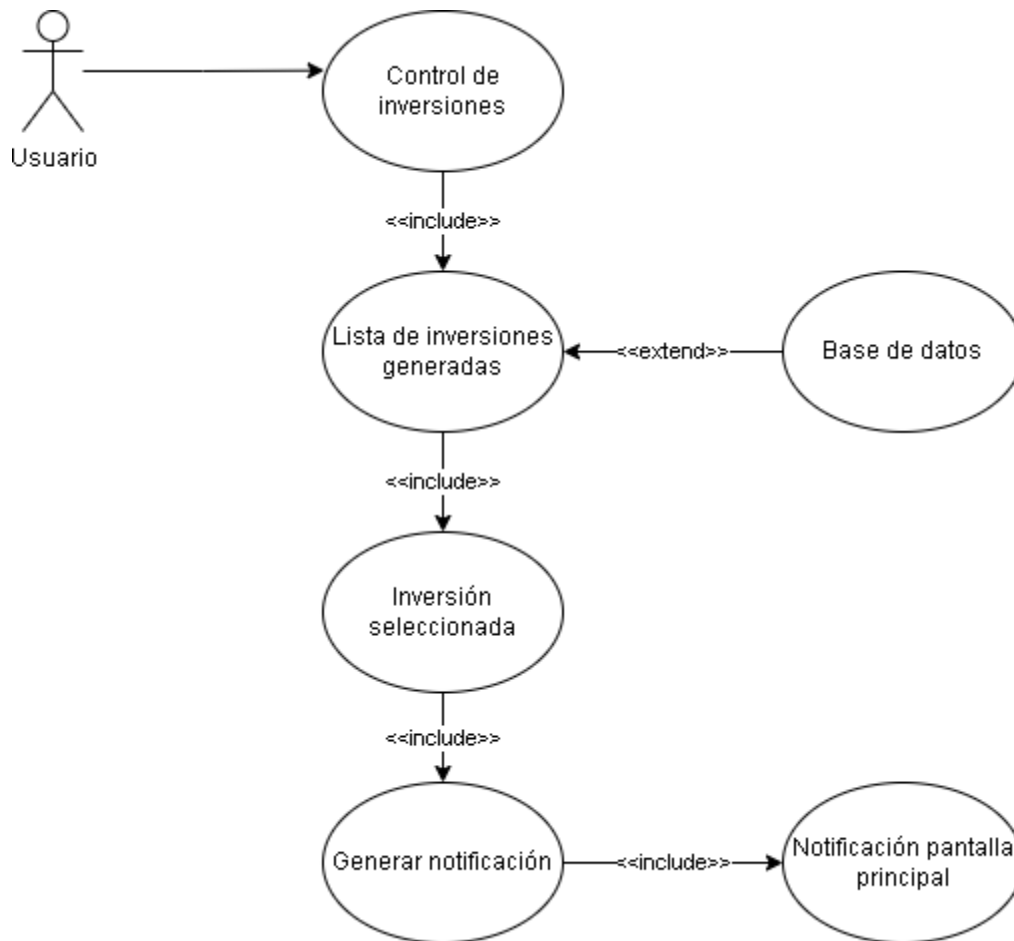 Control de
inversiones
Usuario
<<include>>
Lista de inversiones
generadas
<<extend>>
Base de datos
<<include>>
Inversión
seleccionada
<<include>>
Generar notificación
<<include>>
Notificación pantalla
principal